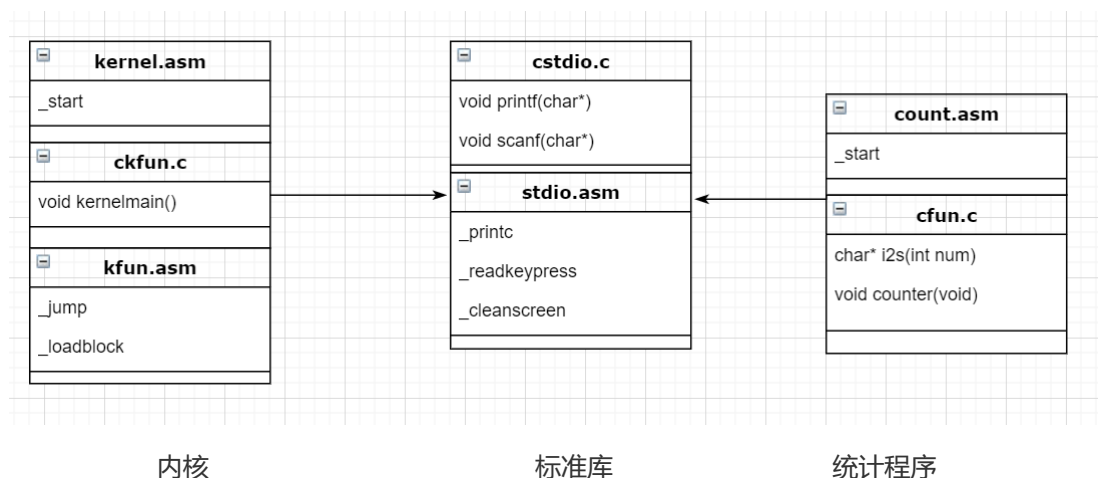 kernel.asm
_start
ckfun.c
void kernelmain()
kfun.asm
_jump
_loadblock
cstdio.c
void printf(char*)
void scanf(char*)
stdio.asm
_printc
_readkeypress
_cleanscreen
count.asm
_start
cfun.c
char* i2s(int num)
void counter(void)
内核
标准库
统计程序